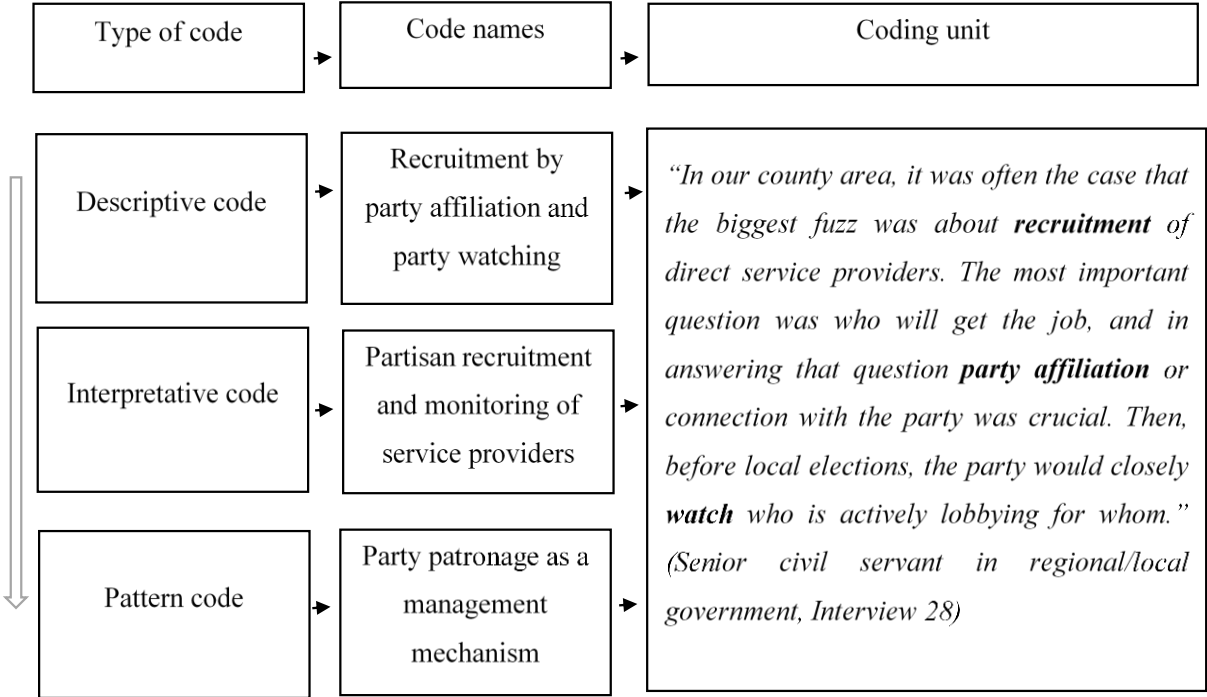 Type of code
Code names
Coding unit
Descriptive code
Recruitment by
party affiliation and
party watching
“In our county area, it was often the case that
the biggest fuzz was about recruitment of
direct service providers. The most important
question was who will get the job, and in
answering that question party affiliation or
connection with the party was crucial. Then,
before local elections, the party would closely
watch who is actively lobbying for whom.”
(Senior civil servant in regional/local
government, Interview 28)
Interpretative code
Partisan recruitment
and monitoring of
service providers
Pattern code
Party patronage as a
management
mechanism